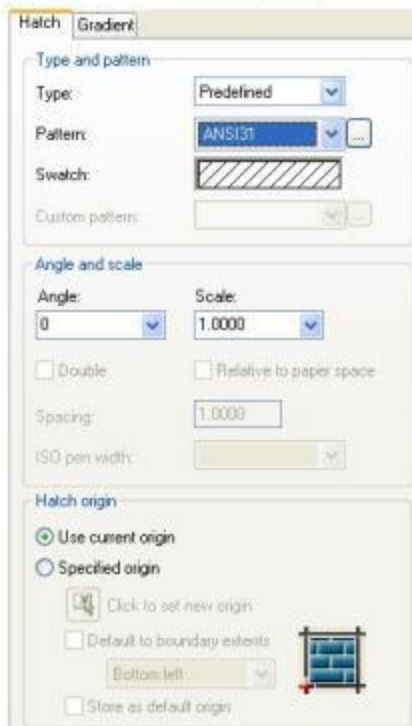 Hatch Gradient
Type and pattern
Type: Predefined
Pattern: ANSI31 ...
Swatch:
Custom pattern: ...
Angle and scale
Angle: Scale:
0 1.0000
Double Relative to paper space
Spacing: 1.0000
ISO pen width:
Hatch origin
Use current origin
Specified origin
Click to set new origin
Default to boundary extents
Bottom left
Store as default origin